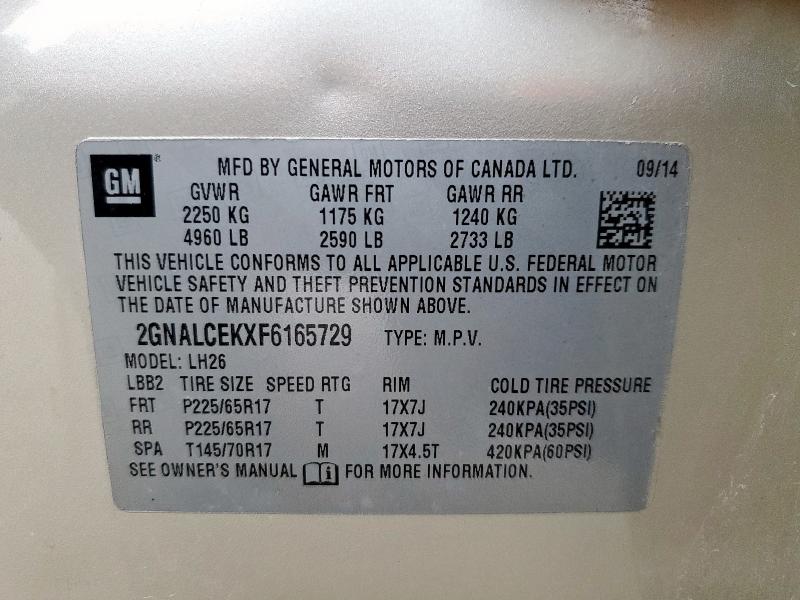 GM ® MFD BY GENERAL MOTORS OF CANADA LTD. 09/14
GVWR GAWR FRT GAWR RR
2250 KG 1175 KG 1240 KG
4960 LB 2590 LB 2733 LB
THIS VEHICLE CONFORMS TO ALL APPLICABLE U.S. FEDERAL MOTOR
VEHICLE SAFETY AND THEFT PREVENTION STANDARDS IN EFFECT ON
THE DATE OF MANUFACTURE SHOWN ABOVE.
2GNALCEKXF6165729 TYPE: M.P.V.
MODEL: LH26
LBB2 TIRE SIZE SPEED RTG RIM COLD TIRE PRESSURE
FRT P225/65R17 T 17X7J 240KPA(35PSI)
RR P225/65R17 T 17X7J 240KPA(35PSI)
SPA T145/70R17 M 17X4.5T 420KPA(60PSI)
SEE OWNER'S MANUAL i FOR MORE INFORMATION.